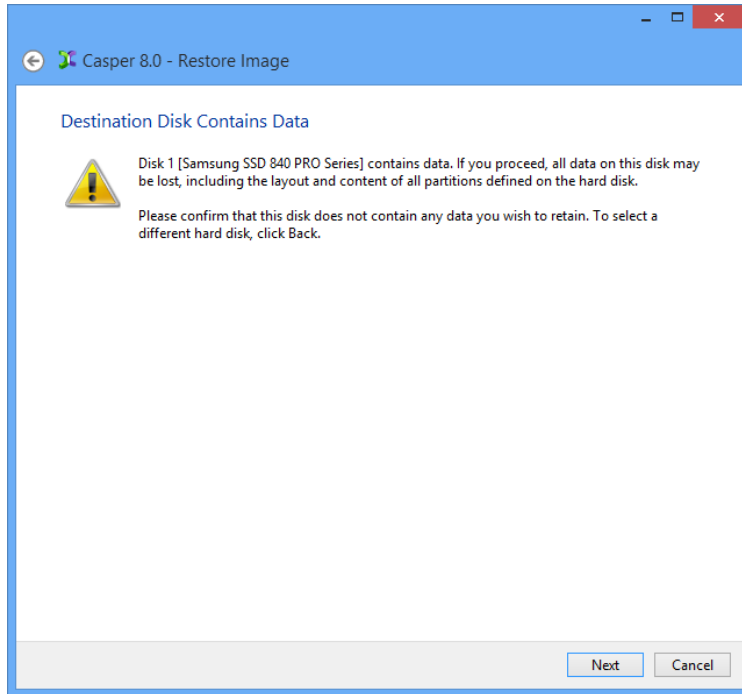 Casper 8.0 - Restore Image
Destination Disk Contains Data
Disk 1 [Samsung SSD 840 PRO Series] contains data. If you proceed, all data on this disk may
be lost, including the layout and content of all partitions defined on the hard disk.
Please confirm that this disk does not contain any data you wish to retain. To select a
different hard disk, click Back.
Next
Cancel